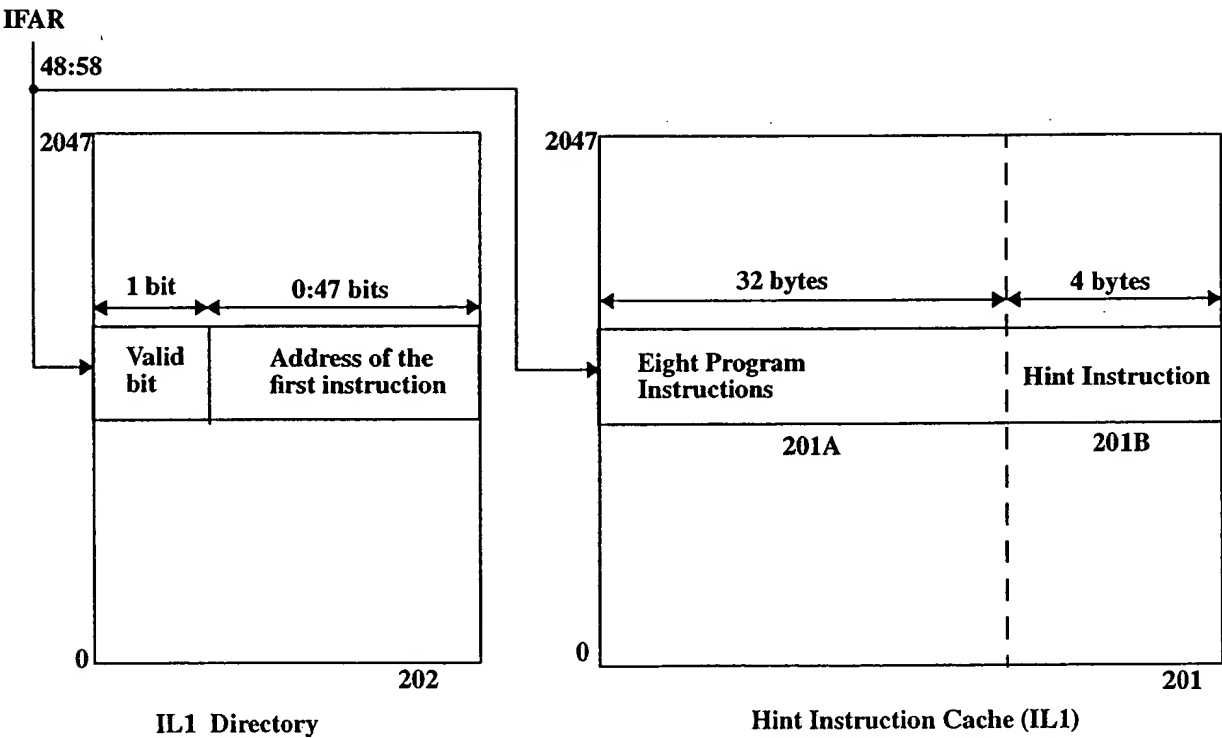 IFAR
48:58
2047
2047
1 bit
0:47 bits
32 bytes
4 bytes
Valid
bit
Address of the
first instruction
Eight Program
Instructions
Hint Instruction
201A
201B
0
0
202
201
IL1 Directory
Hint Instruction Cache (IL1)